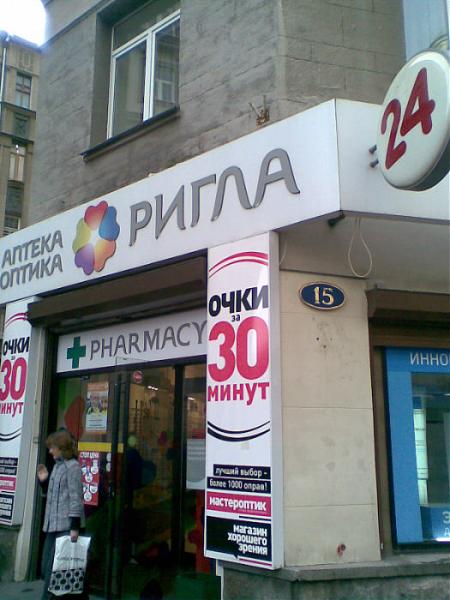 24
АПТЕКА
ОПТИКА
РИГЛА
15
PHARMACY
ОЧКИ
за
30
МИНУТ
лучший выбор -
более 1000 оправ!
мастероптик
магазин
хорошего
зрения
ОЧКИ
30
МИНУТ
ИННО